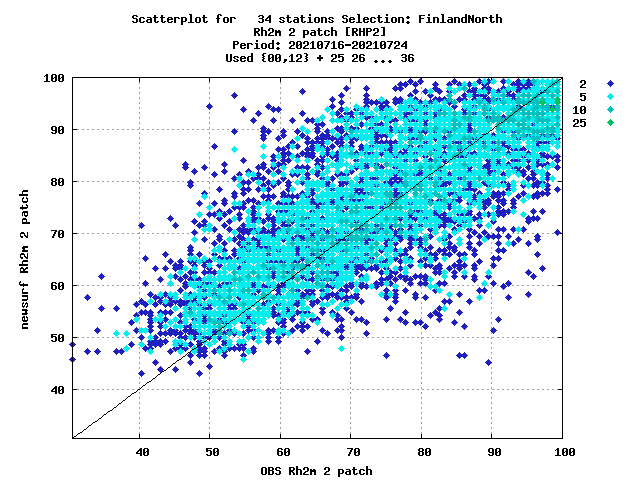 Scatterplot for   34 stations Selection: FinlandNorth
Rh2m 2 patch [RHP2]
Period: 20210716-20210724
Used {00,12} + 25 26 ... 36
2
5
10
25
newsurf Rh2m 2 patch
100
90
80
70
60
50
40
40 50 60 70 80 90 100
OBS Rh2m 2 patch